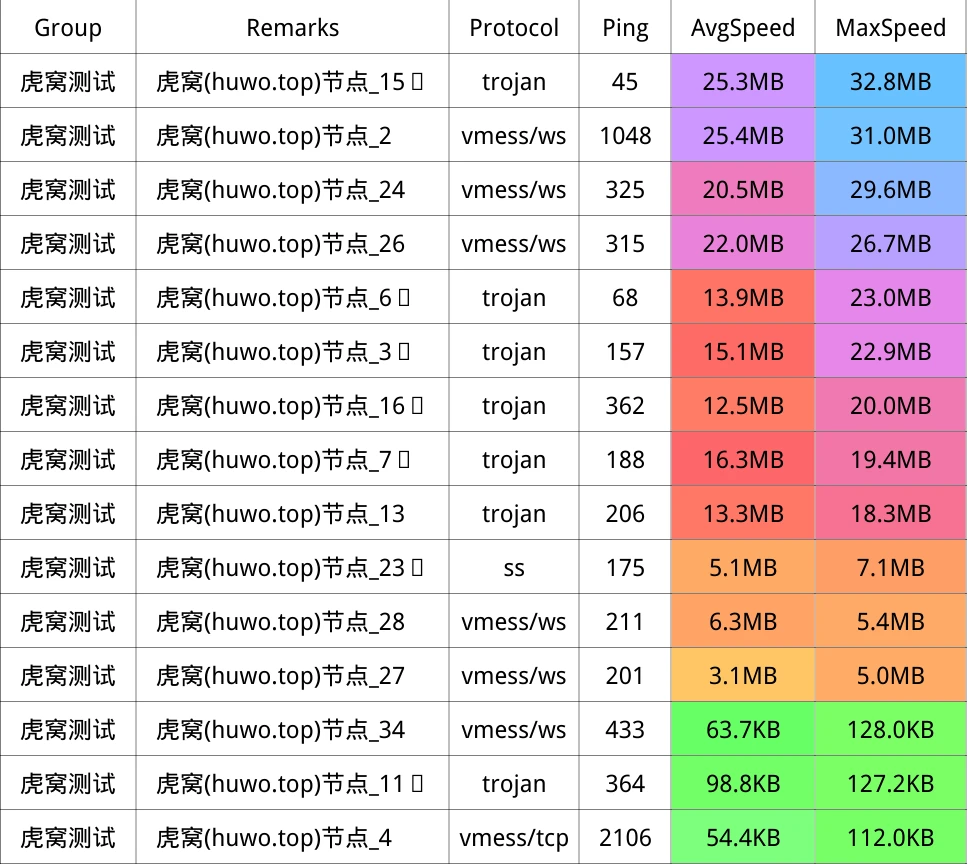 Group Remarks Protocol Ping AvgSpeed MaxSpeed
虎窝测试 虎窝(huwo.top)节点_15 trojan 45 25.3MB 32.8MB
虎窝测试 虎窝(huwo.top)节点_2 vmess/ws 1048 25.4MB 31.0MB
虎窝测试 虎窝(huwo.top)节点_24 vmess/ws 325 20.5MB 29.6MB
虎窝测试 虎窝(huwo.top)节点_26 vmess/ws 315 22.0MB 26.7MB
虎窝测试 虎窝(huwo.top)节点_6 trojan 68 13.9MB 23.0MB
虎窝测试 虎窝(huwo.top)节点_3 trojan 157 15.1MB 22.9MB
虎窝测试 虎窝(huwo.top)节点_16 trojan 362 12.5MB 20.0MB
虎窝测试 虎窝(huwo.top)节点_7 trojan 188 16.3MB 19.4MB
虎窝测试 虎窝(huwo.top)节点_13 trojan 206 13.3MB 18.3MB
虎窝测试 虎窝(huwo.top)节点_23 ss 175 5.1MB 7.1MB
虎窝测试 虎窝(huwo.top)节点_28 vmess/ws 211 6.3MB 5.4MB
虎窝测试 虎窝(huwo.top)节点_27 vmess/ws 201 3.1MB 5.0MB
虎窝测试 虎窝(huwo.top)节点_34 vmess/ws 433 63.7KB 128.0KB
虎窝测试 虎窝(huwo.top)节点_11 trojan 364 98.8KB 127.2KB
虎窝测试 虎窝(huwo.top)节点_4 vmess/tcp 2106 54.4KB 112.0KB